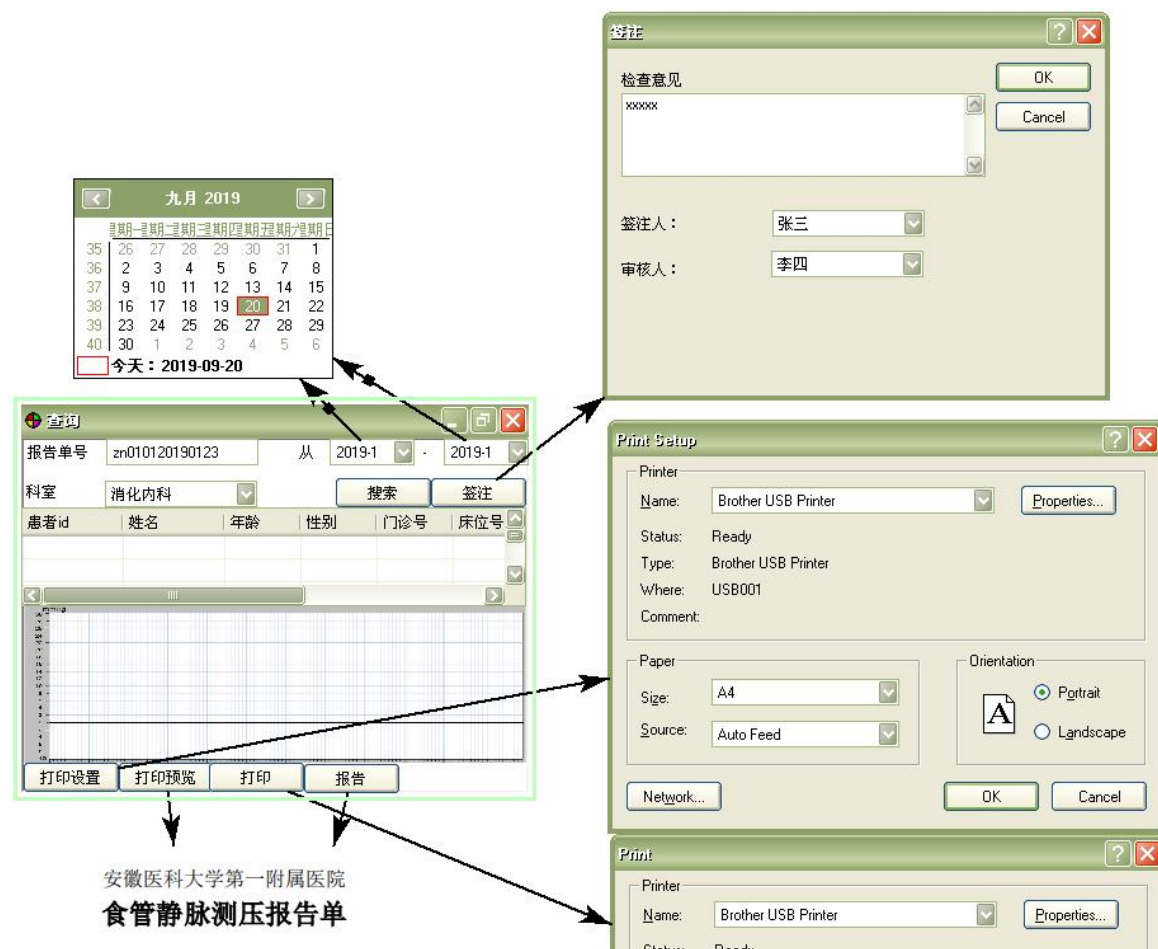 签注
检查意见
OK
xxxxx
Cancel
签注人：
张三
审核人：
李四
九月 2019
35 26 27 28 29 30 31 1
36 2 3 4 5 6 7 8
37 9 10 11 12 13 14 15
38 16 17 18 19 20 21 22
39 23 24 25 26 27 28 29
40 30 1 2 3 4 5 6
今天：2019-09-20
查询
报告单号 zn010120190123 从 2019-1 - 2019-1
科室 消化内科 搜索 签注
患者id 姓名 年龄 性别 门诊号 床位号
打印设置 打印预览 打印 报告
安徽医科大学第一附属医院
食管静脉测压报告单
Print Setup
Printer
Name: Brother USB Printer Properties...
Status: Ready
Type: Brother USB Printer
Where: USB001
Comment:
Paper Orientation
Size: A4 Portrait
A
Source: Auto Feed Landscape
Network... OK Cancel
Print
Printer
Name: Brother USB Printer Properties...